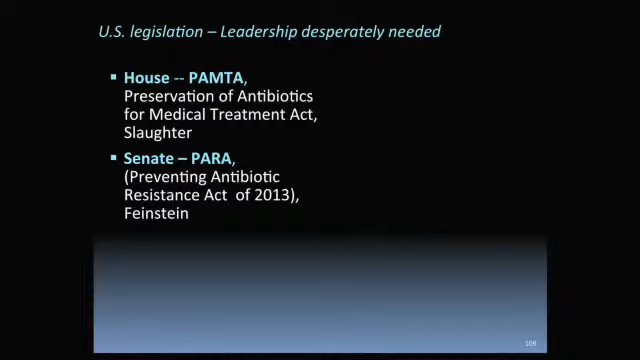 U.S. legislation – Leadership desperately needed
▪ House -- PAMTA,
Preservation of Antibiotics
for Medical Treatment Act,
Slaughter
▪ Senate – PARA,
(Preventing Antibiotic
Resistance Act of 2013),
Feinstein
109